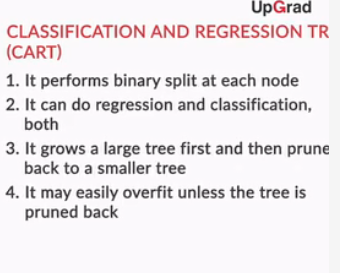 UpGrad
CLASSIFICATION AND REGRESSION TR
(CART)
1. It performs binary split at each node
2. It can do regression and classification,
both
3. It grows a large tree first and then prune
back to a smaller tree
4. It may easily overfit unless the tree is
pruned back